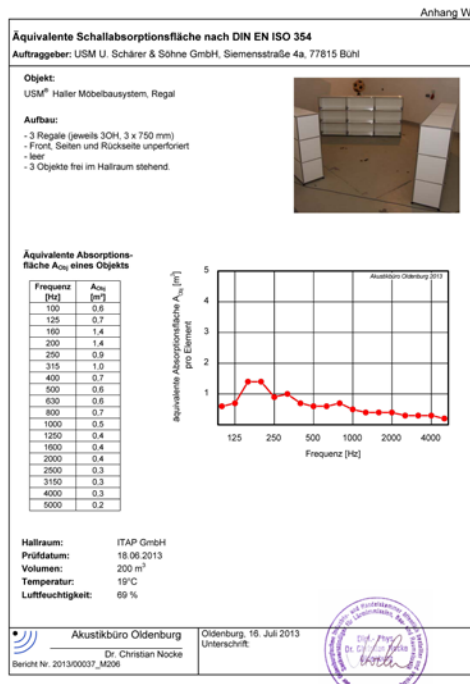 Anhang W
Äquivalente Schallabsorptionsfläche nach DIN EN ISO 354
Auftraggeber: USM U. Schärer & Söhne GmbH, Siemensstraße 4a, 77815 Bühl
Objekt:
USM® Haller Möbelbausystem, Regal
Aufbau:
- 3 Regale (jeweils 3OH, 3 x 750 mm)
- Front, Seiten und Rückseite unperforiert
- leer
- 3 Objekte frei im Hallraum stehend.
Äquivalente Absorptions-
fläche AObj eines Objekts
Frequenz AObj
[Hz] [m²]
100 0,6
125 0,7
160 1,4
200 1,4
250 0,9
315 1,0
400 0,7
500 0,6
630 0,6
800 0,7
1000 0,5
1250 0,4
1600 0,4
2000 0,4
2500 0,3
3150 0,3
4000 0,3
5000 0,2
äquivalente Absorptionsfläche AObj [m²]
pro Element
5
4
3
2
1
Akustikbüro Oldenburg 2013
125 250 500 1000 2000 4000
Frequenz [Hz]
Hallraum: ITAP GmbH
Prüfdatum: 18.06.2013
Volumen: 200 m³
Temperatur: 19°C
Luftfeuchtigkeit: 69 %
Akustikbüro Oldenburg
Dr. Christian Nocke
Bericht Nr. 2013/00037_M206
Oldenburg, 16. Juli 2013
Unterschrift:
Dipl.-Phys.
Dr. Christian Nocke